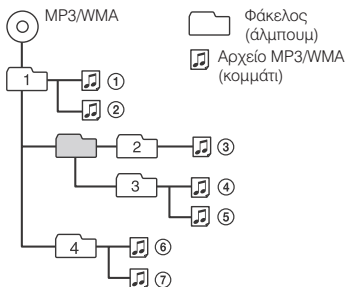 MP3/WMA
Φάκελος
(άλμπουμ)
Αρχείο MP3/WMA
(κομμάτι)
1
①
②
2
③
3
④
⑤
4
⑥
⑦